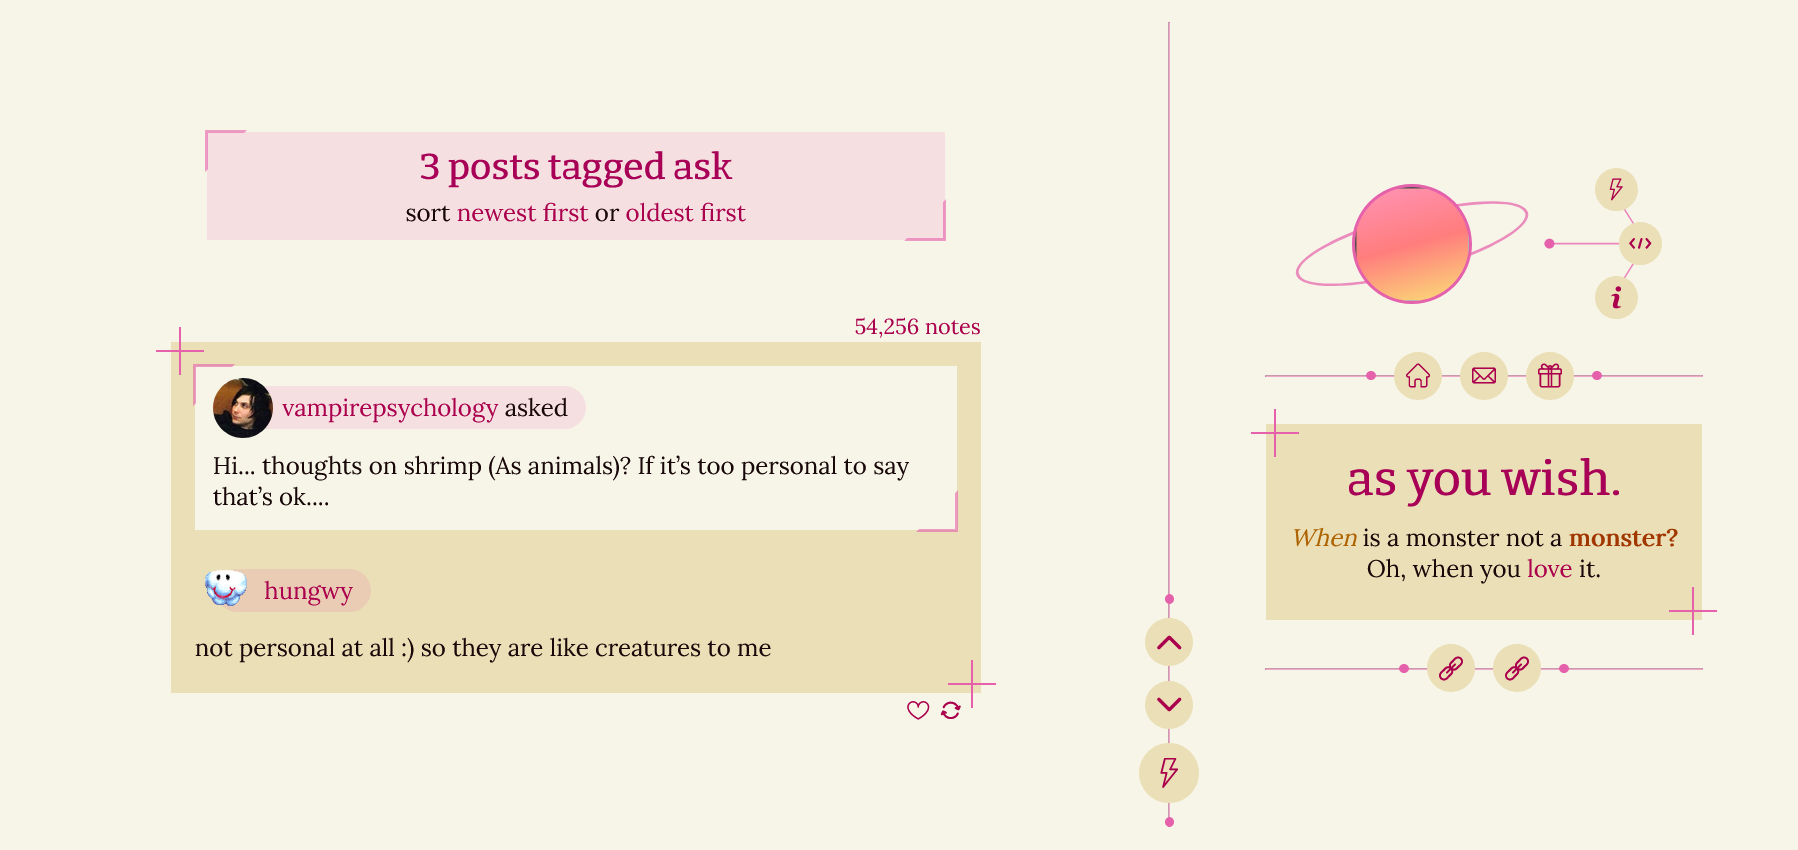 3 posts tagged ask
sort newest first or oldest first
54,256 notes
vampirepsychology asked
Hi... thoughts on shrimp (As animals)? If it’s too personal to say
that’s ok....
hungwy
not personal at all :) so they are like creatures to me
as you wish.
When is a monster not a monster?
Oh, when you love it.